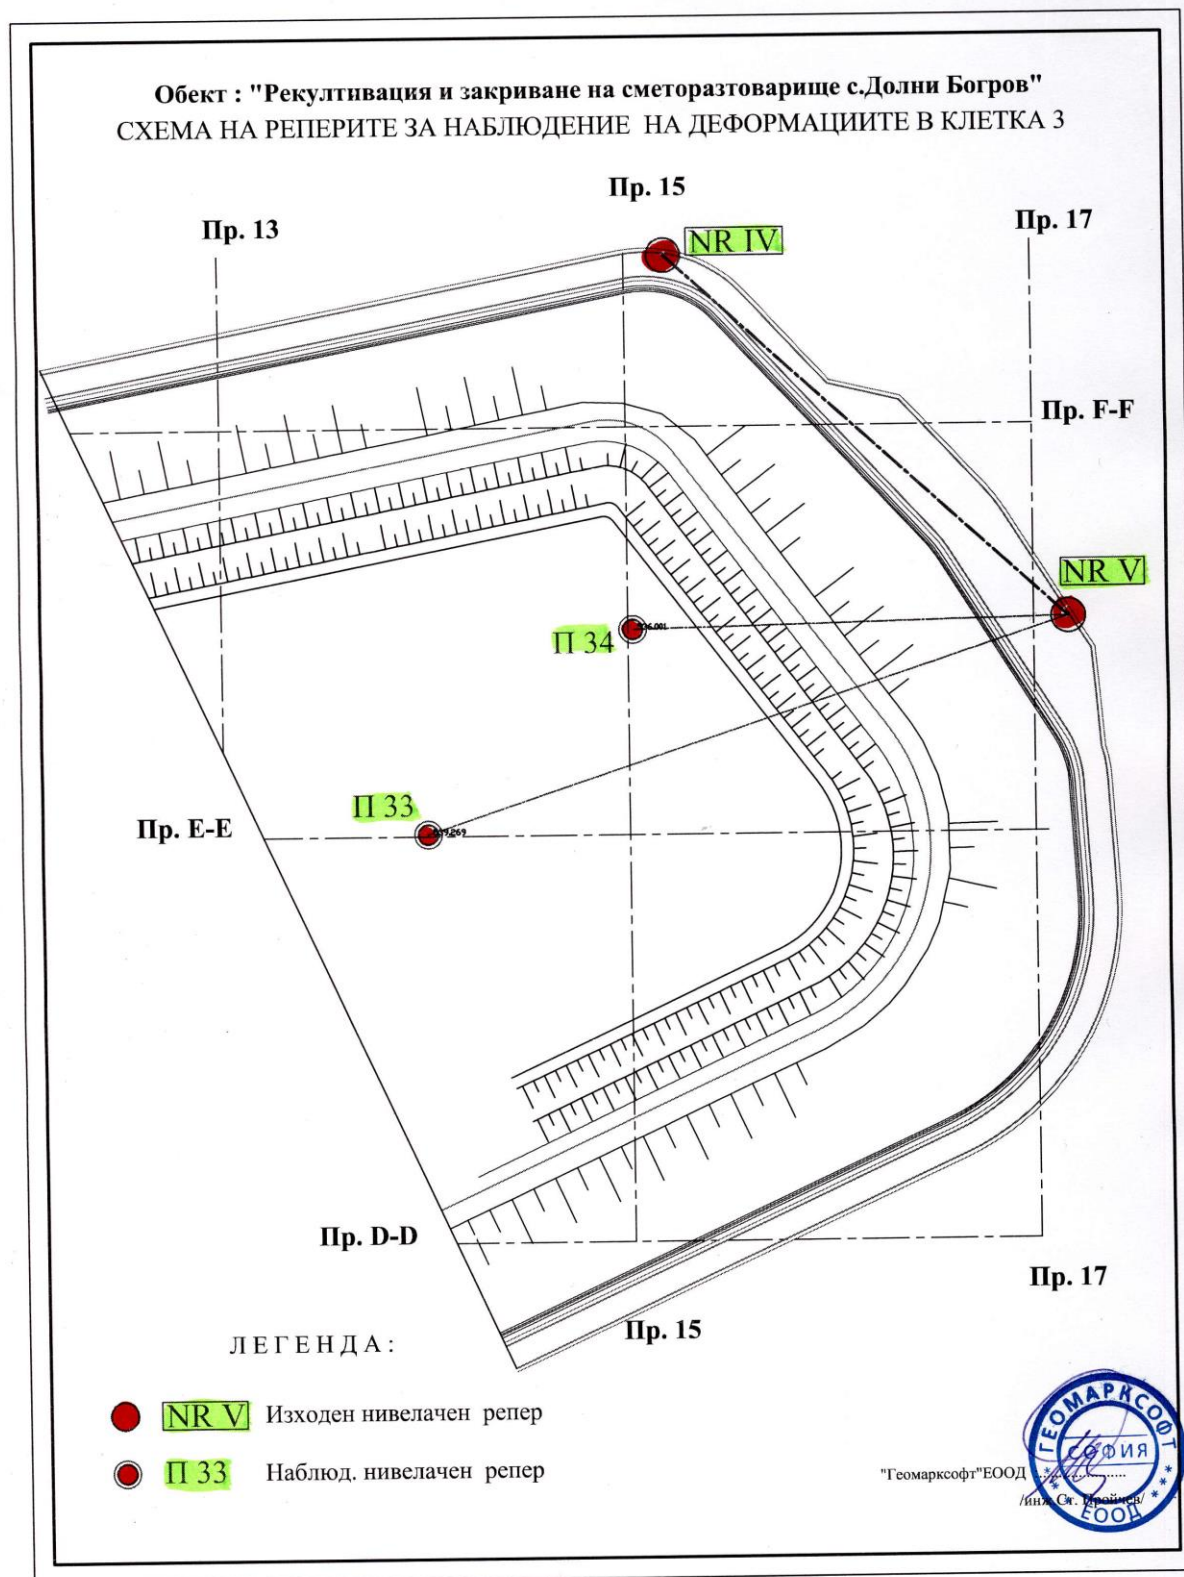 Обект : "Рекултивация и закриване на сметоразтоварище с.Долни Богров"
СХЕМА НА РЕПЕРИТЕ ЗА НАБЛЮДЕНИЕ НА ДЕФОРМАЦИИТЕ В КЛЕТКА 3
Пр. 15
Пр. 13
Пр. 17
NR IV
Пр. F-F
NR V
П 34
П 33
Пр. E-E
Пр. D-D
Пр. 17
Пр. 15
ЛЕГЕНДА:
NR V Изходен нивелачен репер
П 33 Наблюд. нивелачен репер
"Геомарксофт"ЕООД
/инж. Ст.
ГЕОМАРКСОФТ
СОФИЯ
ЕООД